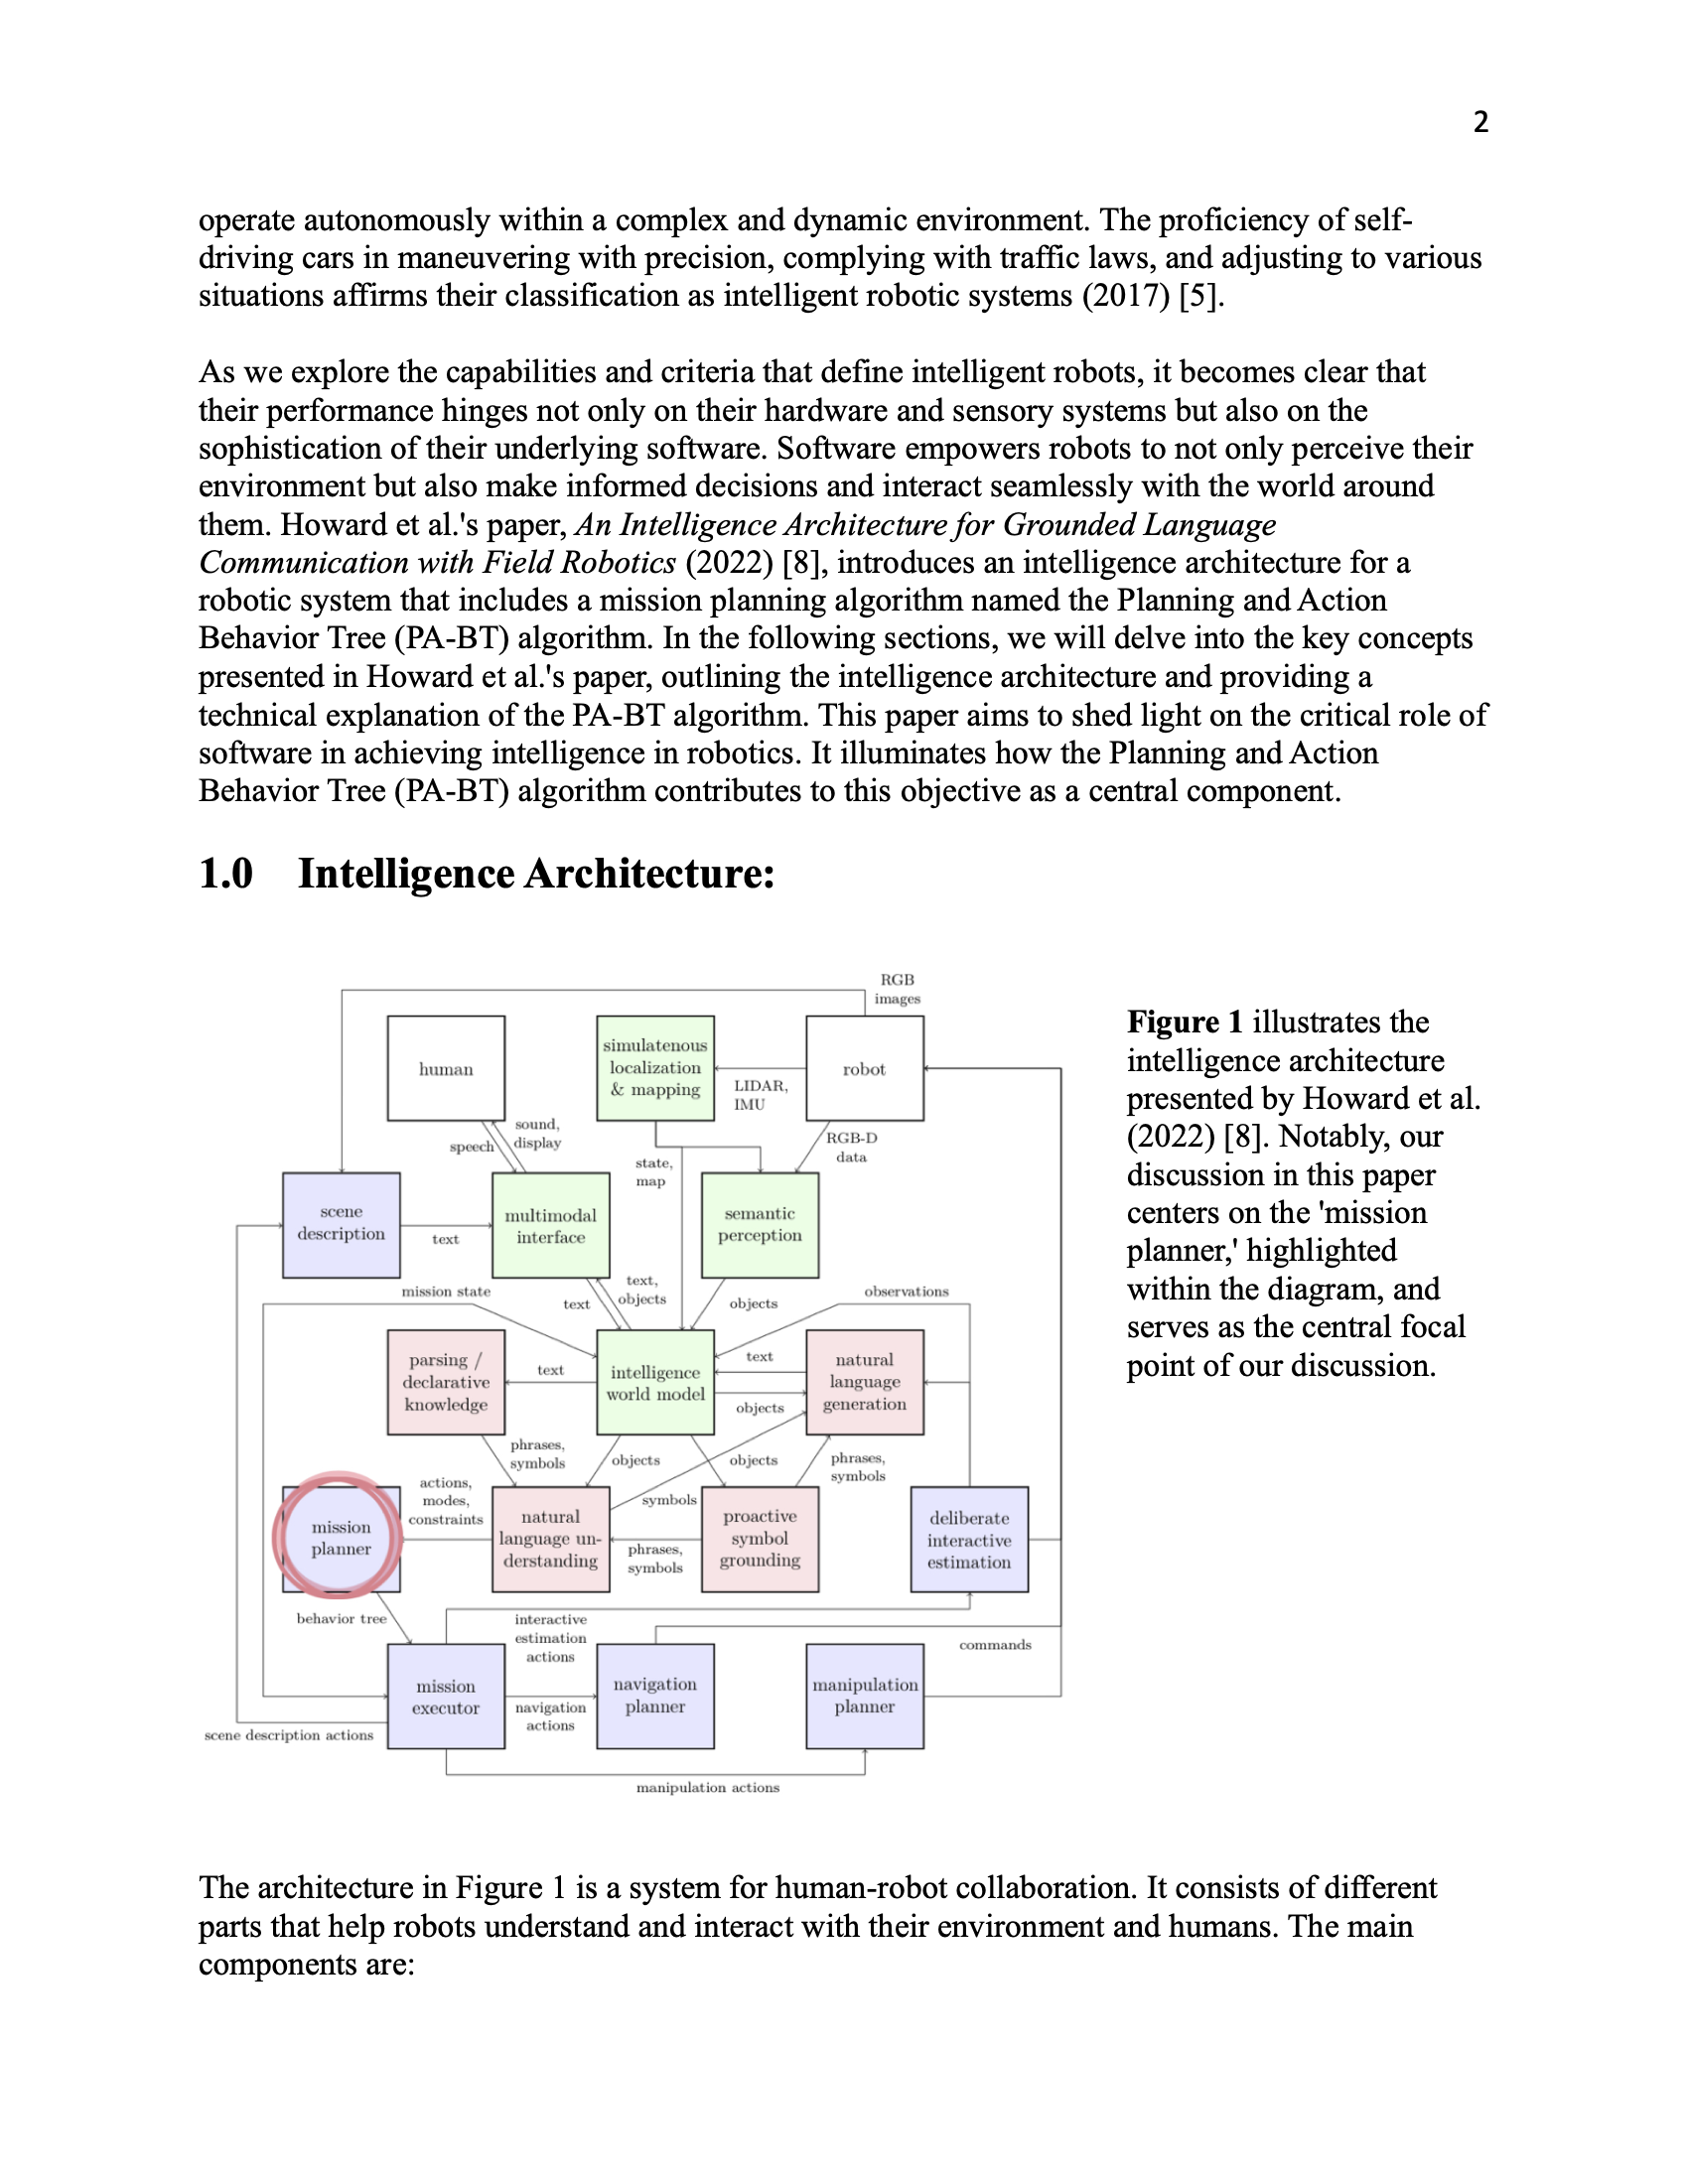 2
operate autonomously within a complex and dynamic environment. The proficiency of self-
driving cars in maneuvering with precision, complying with traffic laws, and adjusting to various
situations affirms their classification as intelligent robotic systems (2017) [5].
As we explore the capabilities and criteria that define intelligent robots, it becomes clear that
their performance hinges not only on their hardware and sensory systems but also on the
sophistication of their underlying software. Software empowers robots to not only perceive their
environment but also make informed decisions and interact seamlessly with the world around
them. Howard et al.'s paper, An Intelligence Architecture for Grounded Language
Communication with Field Robotics (2022) [8], introduces an intelligence architecture for a
robotic system that includes a mission planning algorithm named the Planning and Action
Behavior Tree (PA-BT) algorithm. In the following sections, we will delve into the key concepts
presented in Howard et al.'s paper, outlining the intelligence architecture and providing a
technical explanation of the PA-BT algorithm. This paper aims to shed light on the critical role of
software in achieving intelligence in robotics. It illuminates how the Planning and Action
Behavior Tree (PA-BT) algorithm contributes to this objective as a central component.
1.0 Intelligence Architecture:
RGB
images
human
simulatenous
localization
& mapping
robot
LIDAR,
IMU
speech
sound,
display
state,
map
RGB-D
data
scene
description
text
multimodal
interface
semantic
perception
mission state
text
text,
objects
objects
observations
parsing /
declarative
knowledge
text
intelligence
world model
text
objects
natural
language
generation
phrases,
symbols
objects
objects
phrases,
symbols
mission
planner
actions,
modes,
constraints
natural
language un-
derstanding
symbols
phrases,
symbols
proactive
symbol
grounding
deliberate
interactive
estimation
behavior tree
interactive
estimation
actions
commands
mission
executor
navigation
actions
navigation
planner
manipulation
planner
scene description actions
manipulation actions
Figure 1 illustrates the
intelligence architecture
presented by Howard et al.
(2022) [8]. Notably, our
discussion in this paper
centers on the 'mission
planner,' highlighted
within the diagram, and
serves as the central focal
point of our discussion.
The architecture in Figure 1 is a system for human-robot collaboration. It consists of different
parts that help robots understand and interact with their environment and humans. The main
components are: